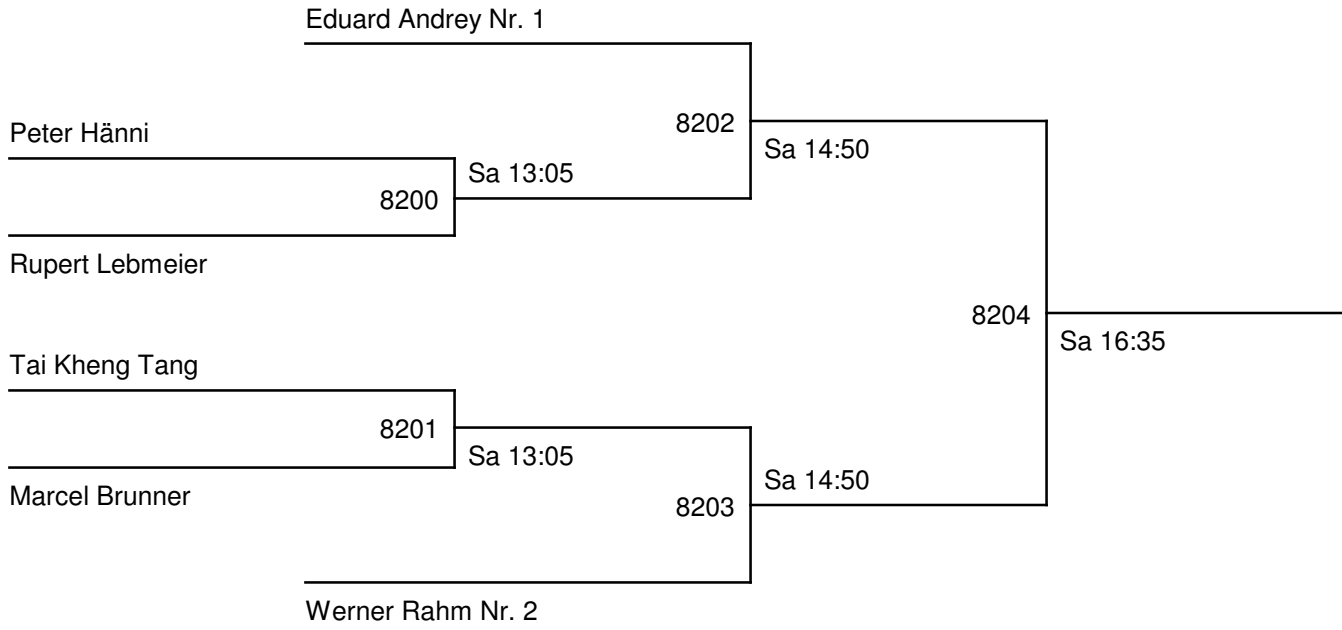 Eduard Andrey Nr. 1
8202
Peter Hänni
Sa 14:50
Sa 13:05
8200
Rupert Lebmeier
8204
Sa 16:35
Tai Kheng Tang
8201
Sa 13:05
Sa 14:50
Marcel Brunner
8203
Werner Rahm Nr. 2